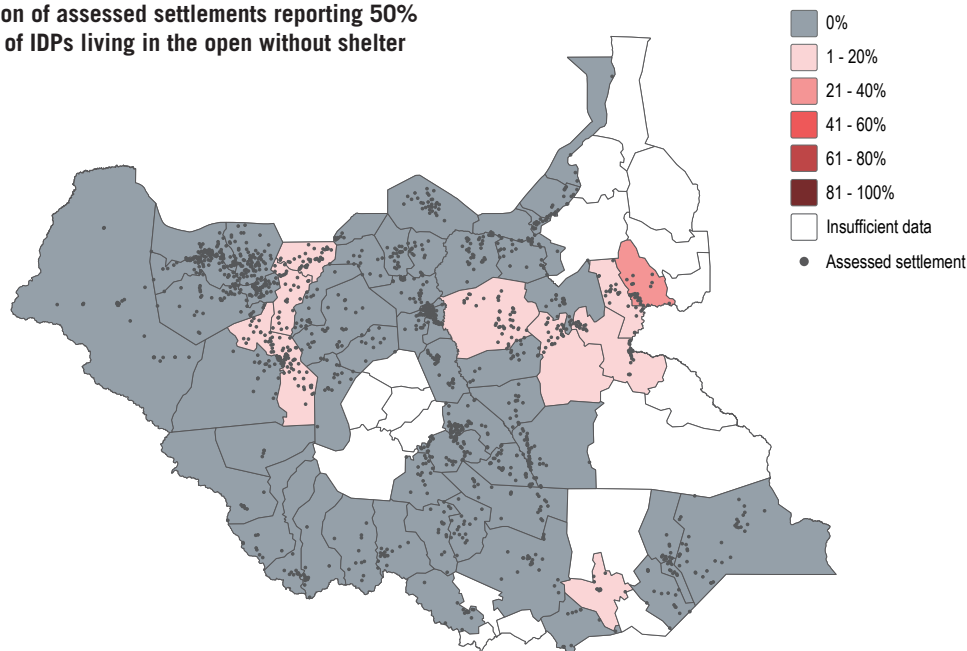 on of assessed settlements reporting 50%
of IDPs living in the open without shelter
0%
1 - 20%
21 - 40%
41 - 60%
61 - 80%
81 - 100%
Insufficient data
Assessed settlement